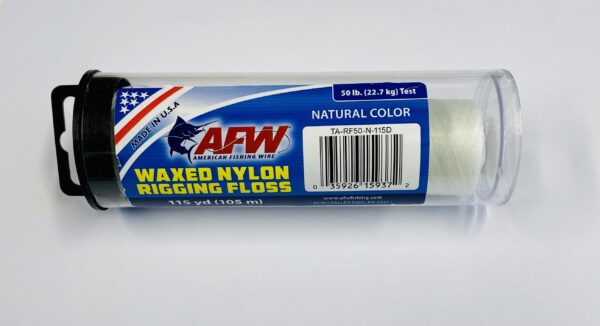 MADE IN U.S.A
AFW
AMERICAN FISHING WIRE
WAXED NYLON
RIGGING FLOSS
115 yd (105 m)
50 lb. (22.7 kg) Test
NATURAL COLOR
TA-RF50-N-115D
0 35926 15937 2
www.afwfishing.com